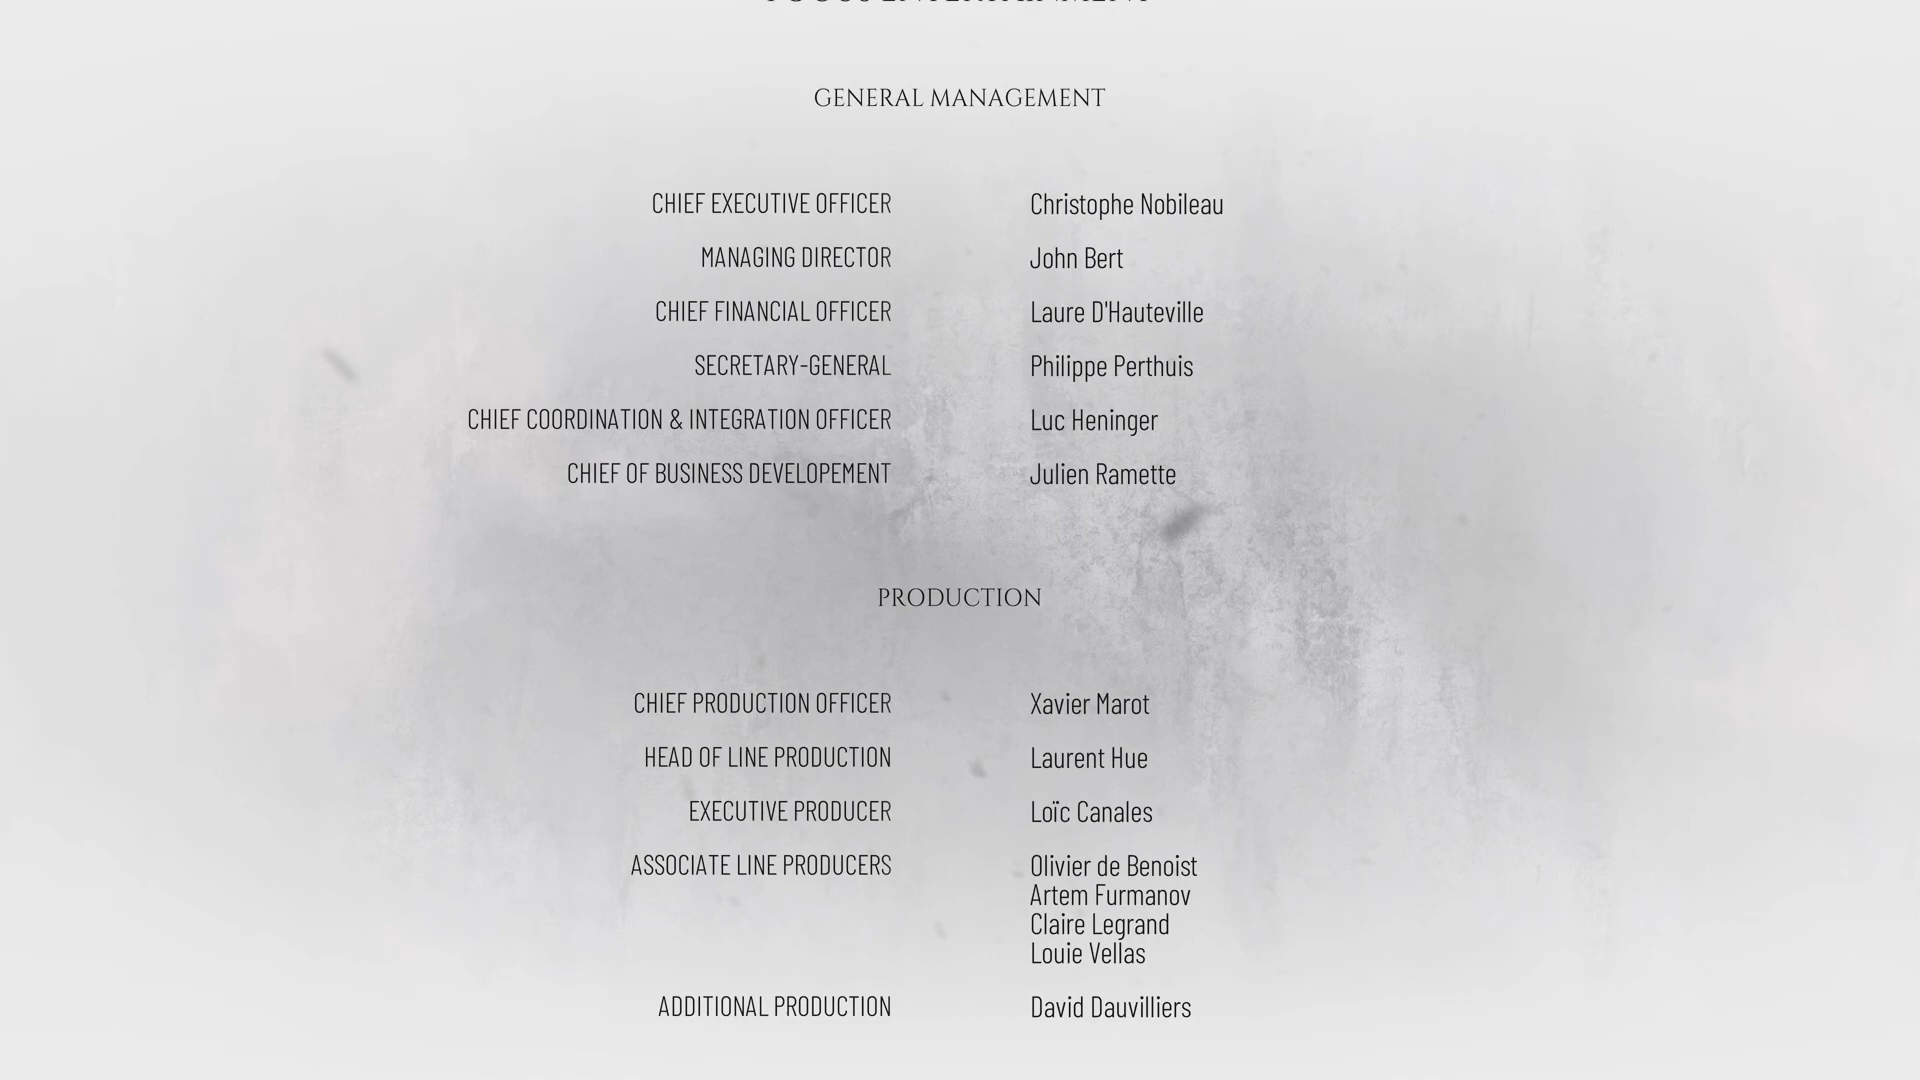 FOCUS ENTERTAINMENT
GENERAL MANAGEMENT
CHIEF EXECUTIVE OFFICER Christophe Nobileau
MANAGING DIRECTOR John Bert
CHIEF FINANCIAL OFFICER Laure D'Hauteville
SECRETARY-GENERAL Philippe Perthuis
CHIEF COORDINATION & INTEGRATION OFFICER Luc Heninger
CHIEF OF BUSINESS DEVELOPEMENT Julien Ramette
PRODUCTION
CHIEF PRODUCTION OFFICER Xavier Marot
HEAD OF LINE PRODUCTION Laurent Hue
EXECUTIVE PRODUCER Loïc Canales
ASSOCIATE LINE PRODUCERS Olivier de Benoist
Artem Furmanov
Claire Legrand
Louie Vellas
ADDITIONAL PRODUCTION David Dauvilliers